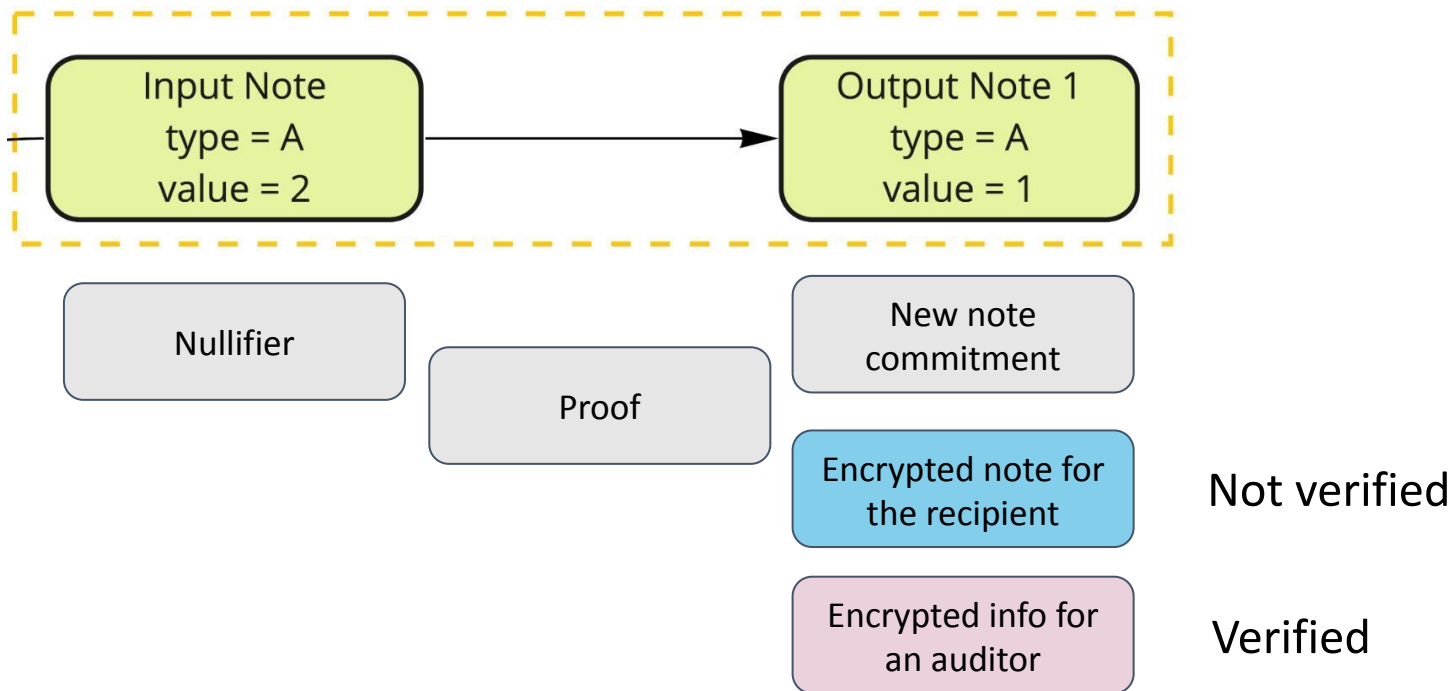 Input Note
type = A
value = 2
Output Note 1
type = A
value = 1
Nullifier
Proof
New note
commitment
Encrypted note for
the recipient
Not verified
Encrypted info for
an auditor
Verified